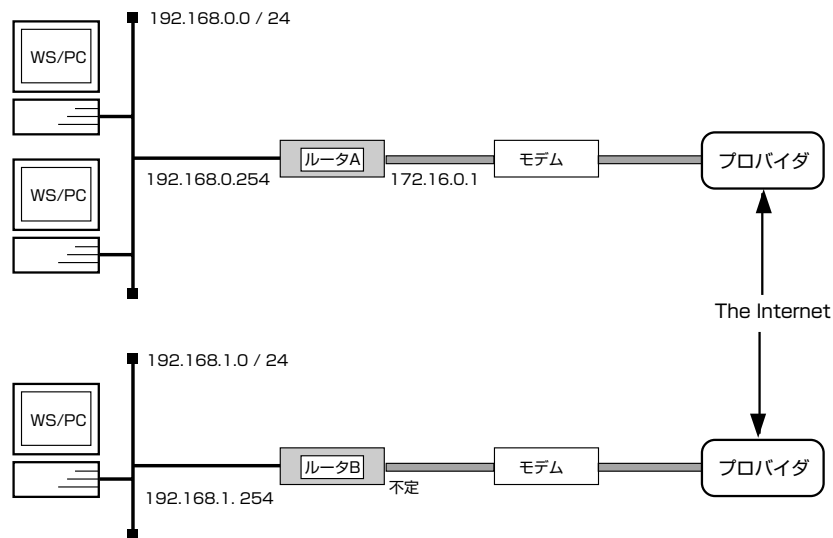 192.168.0.0 / 24
WS/PC
ルータA
モデム
プロバイダ
192.168.0.254
172.16.0.1
WS/PC
The Internet
192.168.1.0 / 24
WS/PC
ルータB
モデム
プロバイダ
192.168.1. 254
不定